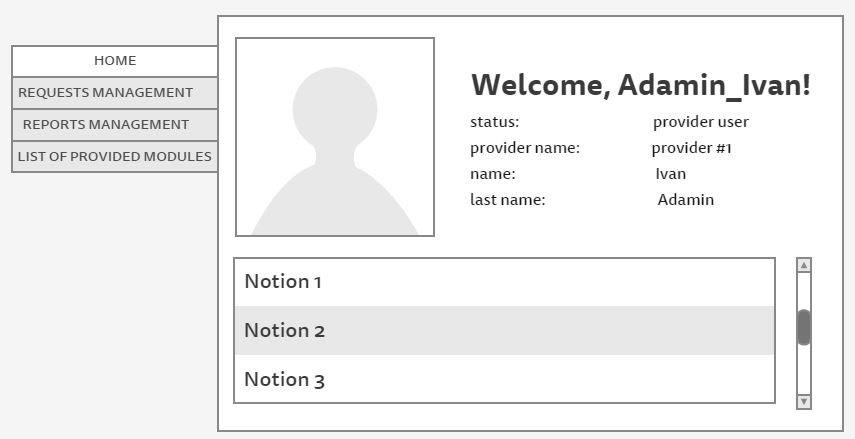 HOME
REQUESTS MANAGEMENT
REPORTS MANAGEMENT
LIST OF PROVIDED MODULES
Welcome, Adamin_Ivan!
status: provider user
provider name: provider #1
name: Ivan
last name: Adamin
Notion 1
Notion 2
Notion 3